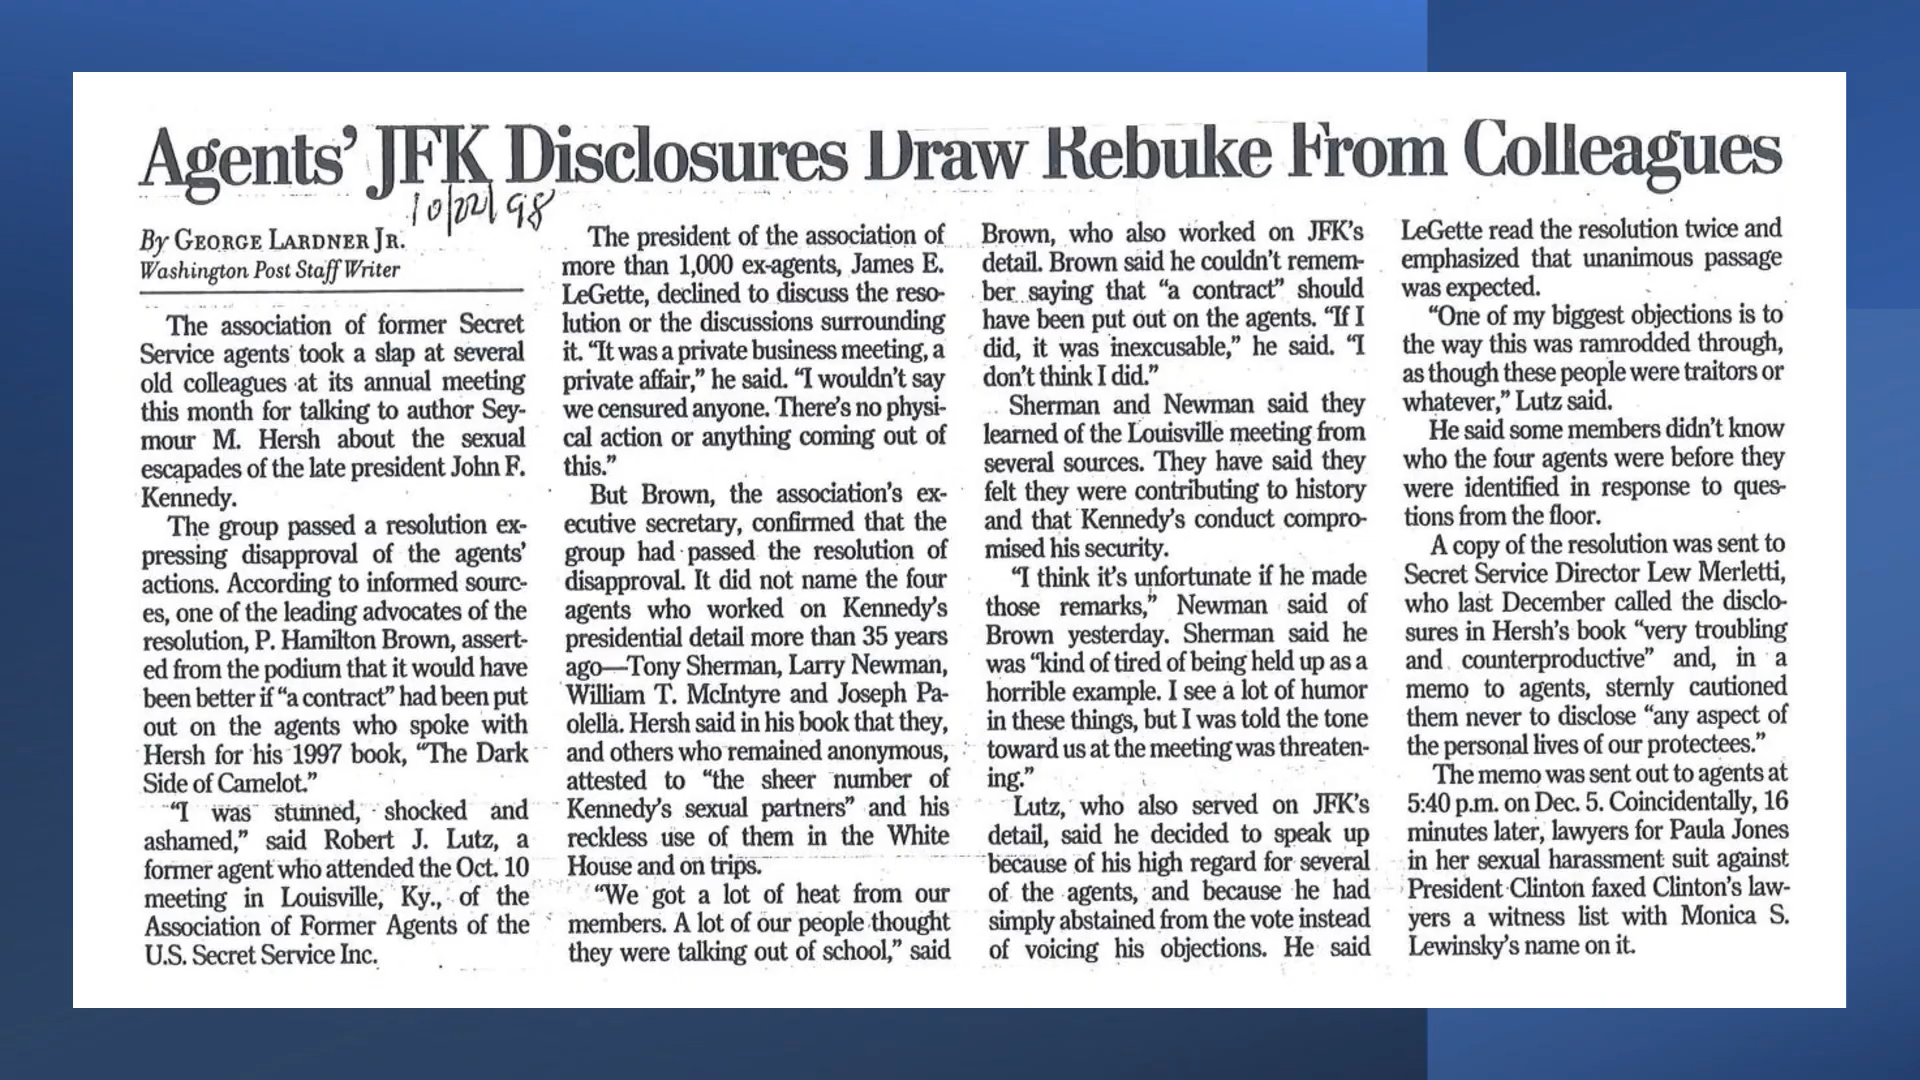 Agents' JFK Disclosures Draw Rebuke From Colleagues
10/22/98
By GEORGE LARDNER JR.
Washington Post Staff Writer
The association of former Secret
Service agents took a slap at several
old colleagues at its annual meeting
this month for talking to author Sey-
mour M. Hersh about the sexual
escapades of the late president John F.
Kennedy.
The group passed a resolution ex-
pressing disapproval of the agents'
actions. According to informed sourc-
es, one of the leading advocates of the
resolution, P. Hamilton Brown, assert-
ed from the podium that it would have
been better if “a contract” had been put
out on the agents who spoke with
Hersh for his 1997 book, “The Dark
Side of Camelot.”
“I was stunned, shocked and
ashamed,” said Robert J. Lutz, a
former agent who attended the Oct. 10
meeting in Louisville, Ky., of the
Association of Former Agents of the
U.S. Secret Service Inc.
The president of the association of
more than 1,000 ex-agents, James E.
LeGette, declined to discuss the reso-
lution or the discussions surrounding
it. “It was a private business meeting, a
private affair,” he said. “I wouldn't say
we censured anyone. There's no physi-
cal action or anything coming out of
this.”
But Brown, the association's ex-
ecutive secretary, confirmed that the
group had passed the resolution of
disapproval. It did not name the four
agents who worked on Kennedy's
presidential detail more than 35 years
ago—Tony Sherman, Larry Newman,
William T. McIntyre and Joseph Pa-
olella. Hersh said in his book that they,
and others who remained anonymous,
attested to “the sheer number of
Kennedy's sexual partners” and his
reckless use of them in the White
House and on trips.
“We got a lot of heat from our
members. A lot of our people thought
they were talking out of school,” said
Brown, who also worked on JFK's
detail. Brown said he couldn't remem-
ber saying that “a contract” should
have been put out on the agents. “If I
did, it was inexcusable,” he said. “I
don't think I did.”
Sherman and Newman said they
learned of the Louisville meeting from
several sources. They have said they
felt they were contributing to history
and that Kennedy's conduct compro-
mised his security.
“I think it's unfortunate if he made
those remarks,” Newman said of
Brown yesterday. Sherman said he
was “kind of tired of being held up as a
horrible example. I see a lot of humor
in these things, but I was told the tone
toward us at the meeting was threaten-
ing.”
Lutz, who also served on JFK's
detail, said he decided to speak up
because of his high regard for several
of the agents, and because he had
simply abstained from the vote instead
of voicing his objections. He said
LeGette read the resolution twice and
emphasized that unanimous passage
was expected.
“One of my biggest objections is to
the way this was ramrodded through,
as though these people were traitors or
whatever,” Lutz said.
He said some members didn't know
who the four agents were before they
were identified in response to ques-
tions from the floor.
A copy of the resolution was sent to
Secret Service Director Lew Merletti,
who last December called the disclo-
sures in Hersh's book “very troubling
and counterproductive” and, in a
memo to agents, sternly cautioned
them never to disclose “any aspect of
the personal lives of our protectees.”
The memo was sent out to agents at
5:40 p.m. on Dec. 5. Coincidentally, 16
minutes later, lawyers for Paula Jones
in her sexual harassment suit against
President Clinton faxed Clinton's law-
yers a witness list with Monica S.
Lewinsky's name on it.